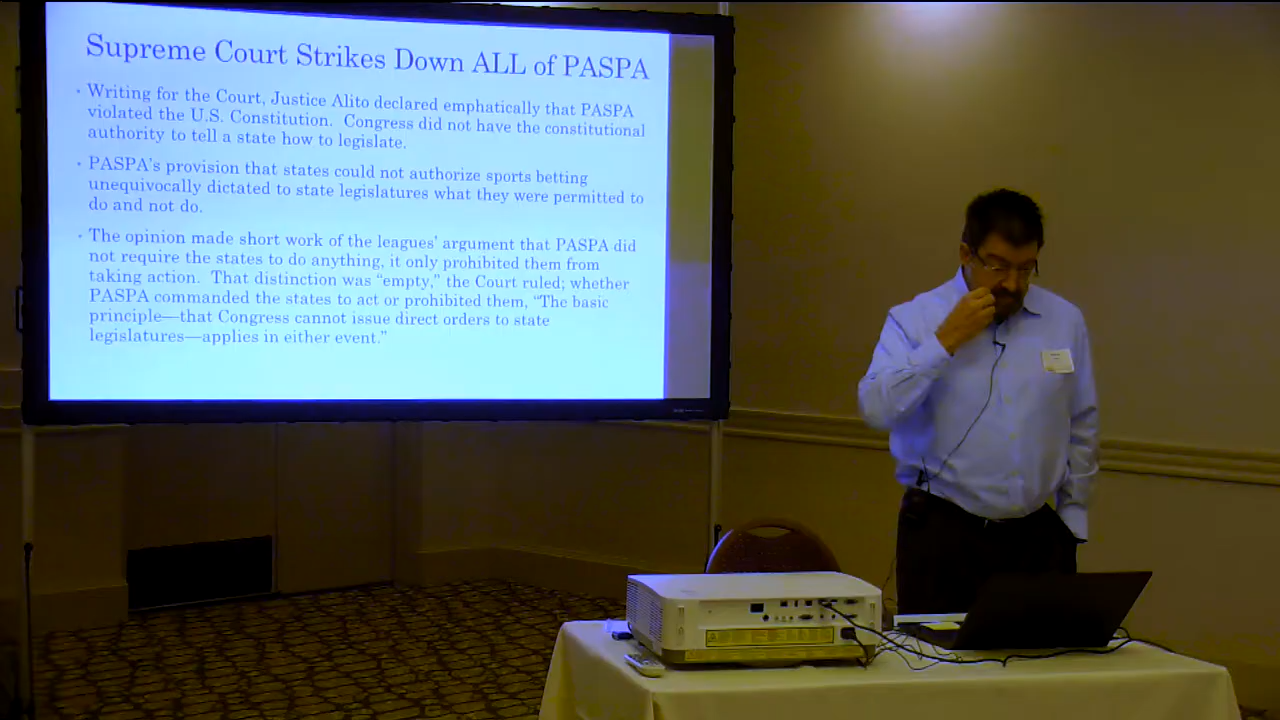 Supreme Court Strikes Down ALL of PASPA
· Writing for the Court, Justice Alito declared emphatically that PASPA
violated the U.S. Constitution. Congress did not have the constitutional
authority to tell a state how to legislate.
· PASPA's provision that states could not authorize sports betting
unequivocally dictated to state legislatures what they were permitted to
do and not do.
· The opinion made short work of the leagues' argument that PASPA did
not require the states to do anything, it only prohibited them from
taking action. That distinction was "empty," the Court ruled; whether
PASPA commanded the states to act or prohibited them, "The basic
principle—that Congress cannot issue direct orders to state
legislatures—applies in either event."